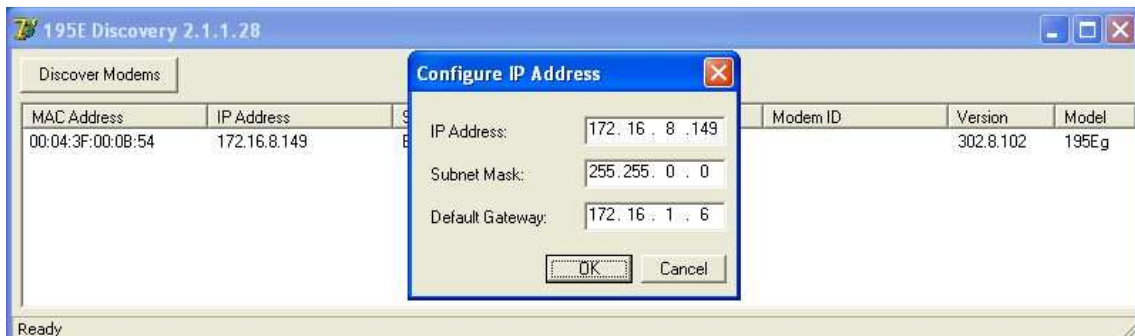 195E Discovery 2.1.1.28
Discover Modems
Configure IP Address
MAC Address IP Address Modem ID Version Model
00:04:3F:00:0B:54 172.16.8.149 302.8.102 195Eg
IP Address: 172. 16 . 8 .149
Subnet Mask: 255.255. 0 . 0
Default Gateway: 172. 16 . 1 . 6
OK Cancel
Ready